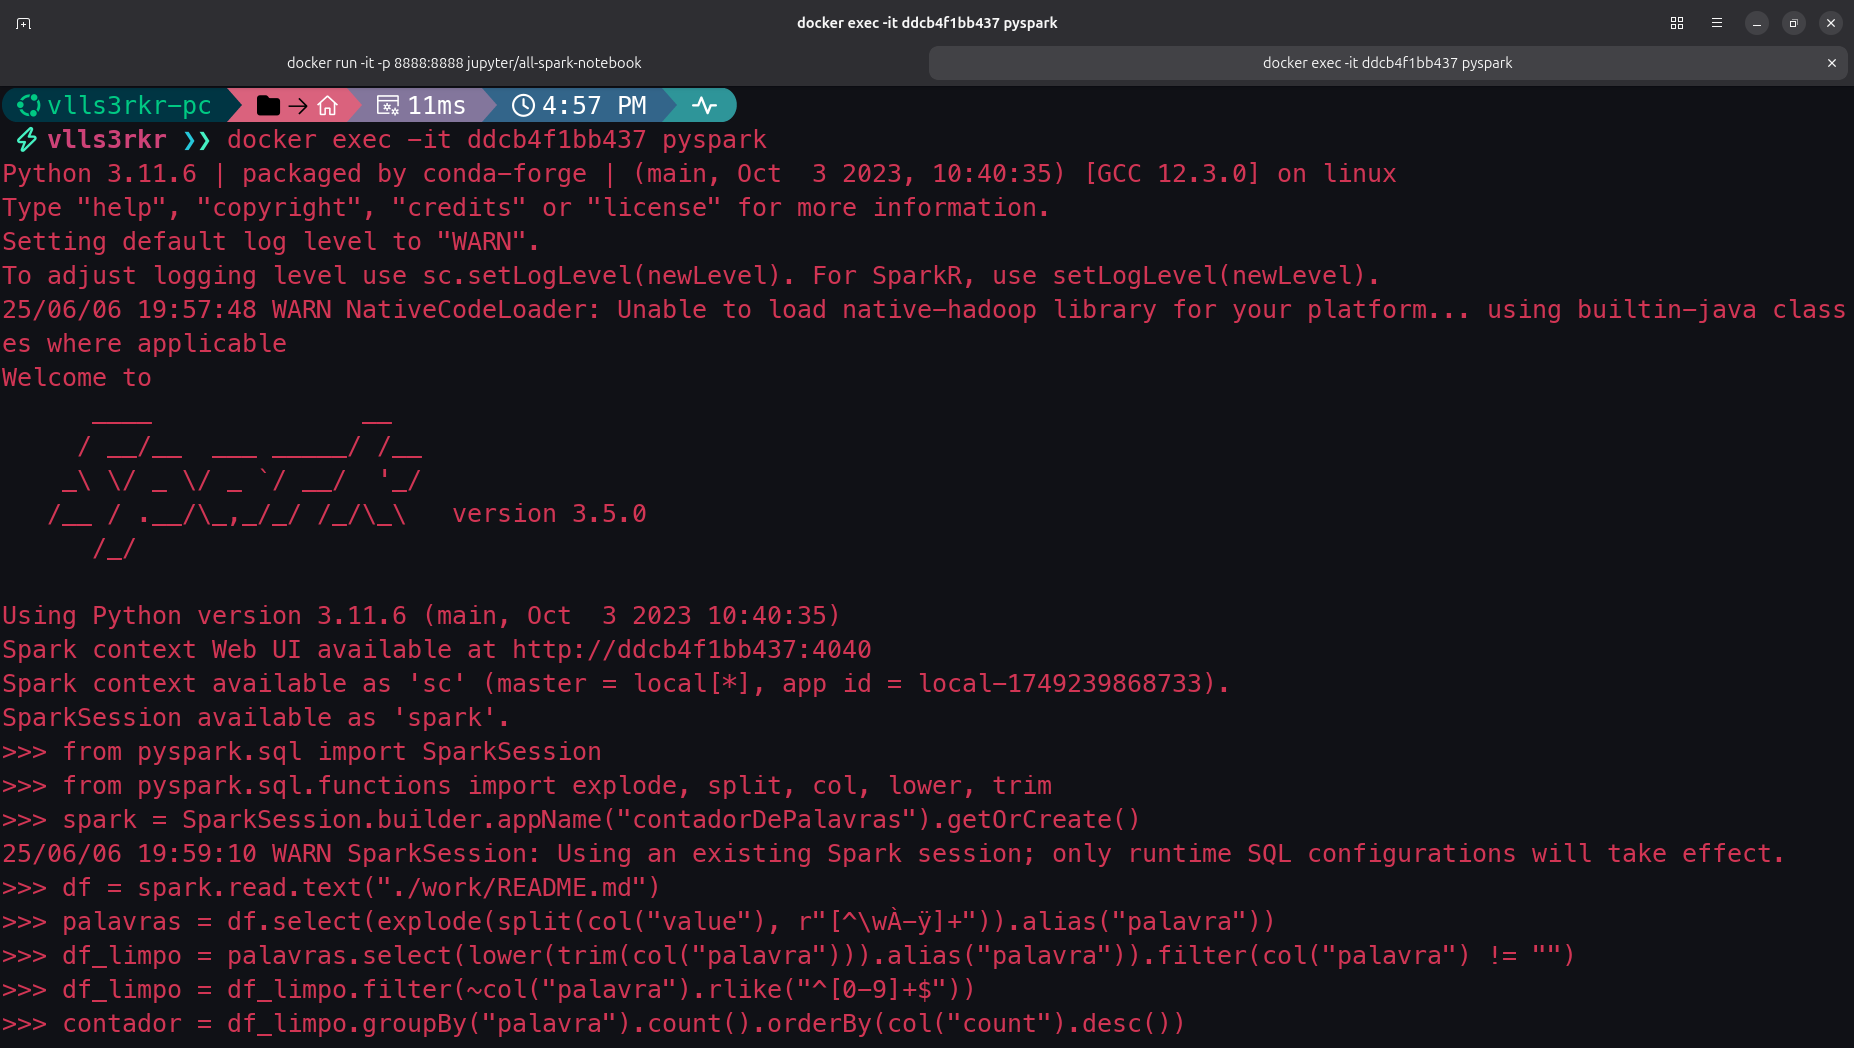 docker exec -it ddcb4f1bb437 pyspark
docker run -it -p 8888:8888 jupyter/all-spark-notebook
docker exec -it ddcb4f1bb437 pyspark
vlls3rkr-pc 11ms 4:57 PM
vlls3rkr ❯❯ docker exec -it ddcb4f1bb437 pyspark
Python 3.11.6 | packaged by conda-forge | (main, Oct  3 2023, 10:40:35) [GCC 12.3.0] on linux
Type "help", "copyright", "credits" or "license" for more information.
Setting default log level to "WARN".
To adjust logging level use sc.setLogLevel(newLevel). For SparkR, use setLogLevel(newLevel).
25/06/06 19:57:48 WARN NativeCodeLoader: Unable to load native-hadoop library for your platform... using builtin-java class
es where applicable
Welcome to
      ____              __
     / __/__  ___ _____/ /__
    _\ \/ _ \/ _ `/ __/  '_/
   /__ / .__/\_,_/_/ /_/\_\   version 3.5.0
      /_/
Using Python version 3.11.6 (main, Oct  3 2023 10:40:35)
Spark context Web UI available at http://ddcb4f1bb437:4040
Spark context available as 'sc' (master = local[*], app id = local-1749239868733).
SparkSession available as 'spark'.
>>> from pyspark.sql import SparkSession
>>> from pyspark.sql.functions import explode, split, col, lower, trim
>>> spark = SparkSession.builder.appName("contadorDePalavras").getOrCreate()
25/06/06 19:59:10 WARN SparkSession: Using an existing Spark session; only runtime SQL configurations will take effect.
>>> df = spark.read.text("./work/README.md")
>>> palavras = df.select(explode(split(col("value"), r"[^\wÀ-ÿ]+")).alias("palavra"))
>>> df_limpo = palavras.select(lower(trim(col("palavra"))).alias("palavra")).filter(col("palavra") != "")
>>> df_limpo = df_limpo.filter(~col("palavra").rlike("^[0-9]+$"))
>>> contador = df_limpo.groupBy("palavra").count().orderBy(col("count").desc())